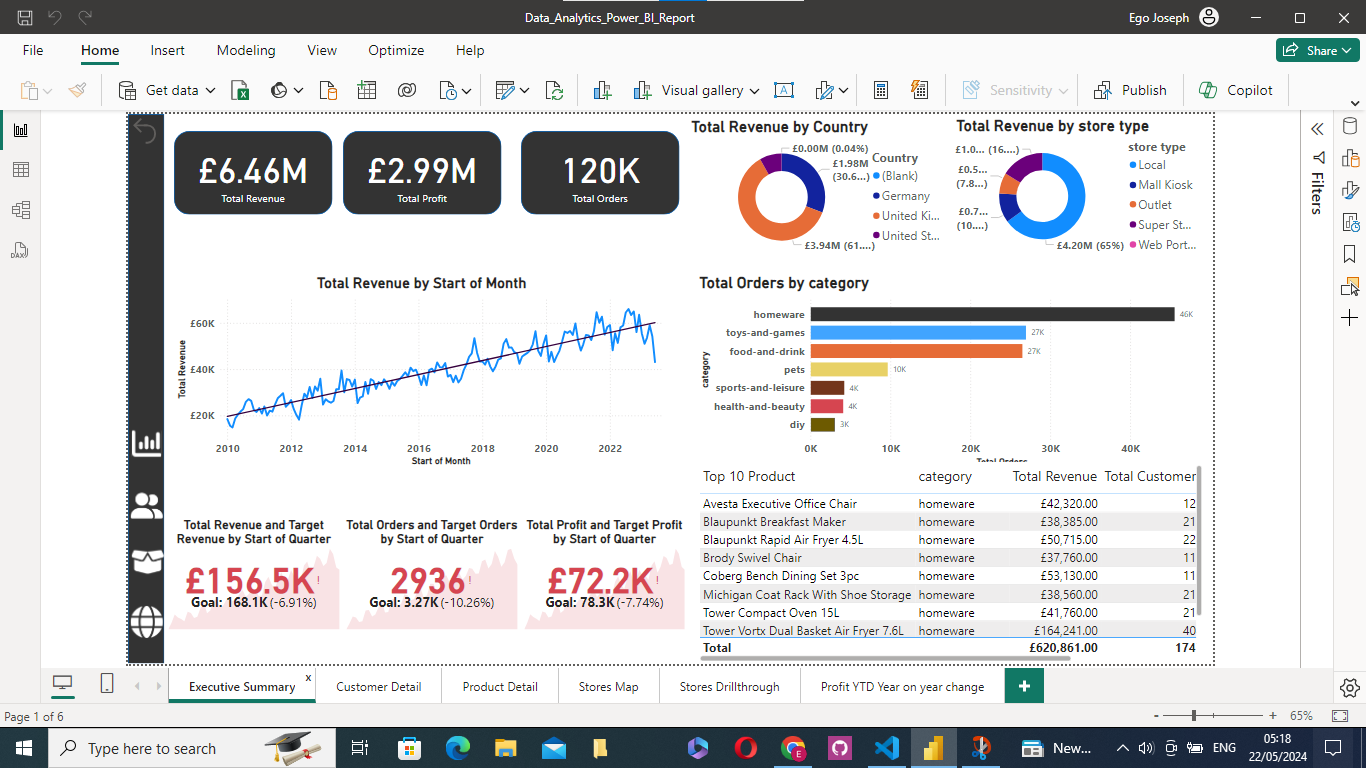 Data_Analytics_Power_BI_Report
Ego Joseph
File Home Insert Modeling View Optimize Help
Share
Get data
Visual gallery
Sensitivity
Publish
Copilot
£6.46M
Total Revenue
£2.99M
Total Profit
120K
Total Orders
Total Revenue by Country
£0.00M (0.04%)
£1.98M
(30.6...)
£3.94M (61....)
Country
(Blank)
Germany
United Ki...
United St...
Total Revenue by store type
£1.0... (16....)
£0.5...
(7.8...)
£0.7...
(10....)
£4.20M (65%)
store type
Local
Mall Kiosk
Outlet
Super St...
Web Port...
Filters
Total Revenue by Start of Month
Total Revenue
£60K
£40K
£20K
2010 2012 2014 2016 2018 2020 2022
Start of Month
Total Orders by category
category
homeware 46K
toys-and-games 27K
food-and-drink 27K
pets 10K
sports-and-leisure 4K
health-and-beauty 4K
diy 3K
0K 10K 20K 30K 40K
Total Orders
Total Revenue and Target
Revenue by Start of Quarter
£156.5K!
Goal: 168.1K (-6.91%)
Total Orders and Target Orders
by Start of Quarter
2936!
Goal: 3.27K (-10.26%)
Total Profit and Target Profit
by Start of Quarter
£72.2K!
Goal: 78.3K (-7.74%)
Top 10 Product category Total Revenue Total Customer
Avesta Executive Office Chair homeware £42,320.00 12
Blaupunkt Breakfast Maker homeware £38,385.00 21
Blaupunkt Rapid Air Fryer 4.5L homeware £50,715.00 22
Brody Swivel Chair homeware £37,760.00 11
Coberg Bench Dining Set 3pc homeware £53,130.00 11
Michigan Coat Rack With Shoe Storage homeware £38,560.00 21
Tower Compact Oven 15L homeware £41,760.00 21
Tower Vortx Dual Basket Air Fryer 7.6L homeware £164,241.00 40
Total £620,861.00 174
Executive Summary x
Customer Detail
Product Detail
Stores Map
Stores Drillthrough
Profit YTD Year on year change
+
Page 1 of 6
- + 65%
Type here to search
New...
ENG
05:18
22/05/2024
DAX